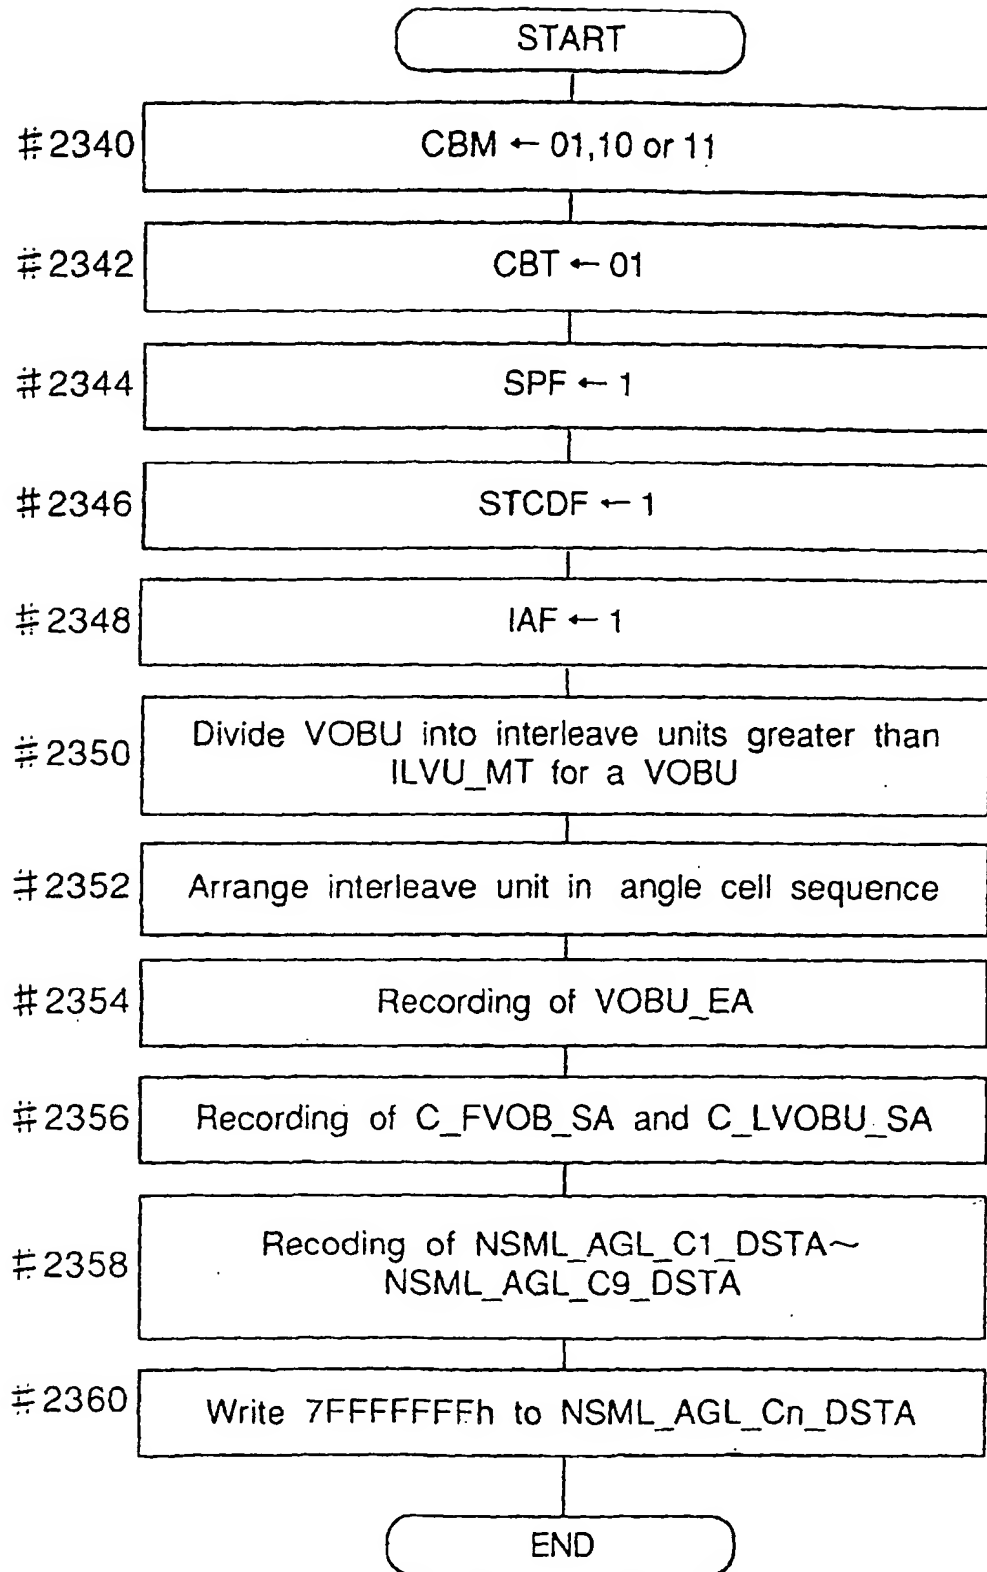 START
#2340
CBM ← 01,10 or 11
#2342
CBT ← 01
#2344
SPF ← 1
#2346
STCDF ← 1
#2348
IAF ← 1
#2350
Divide VOBU into interleave units greater than
ILVU_MT for a VOBU
#2352
Arrange interleave unit in angle cell sequence
#2354
Recording of VOBU_EA
#2356
Recording of C_FVOB_SA and C_LVOBU_SA
#2358
Recoding of NSML_AGL_C1_DSTA~
NSML_AGL_C9_DSTA
#2360
Write 7FFFFFFFh to NSML_AGL_Cn_DSTA
END